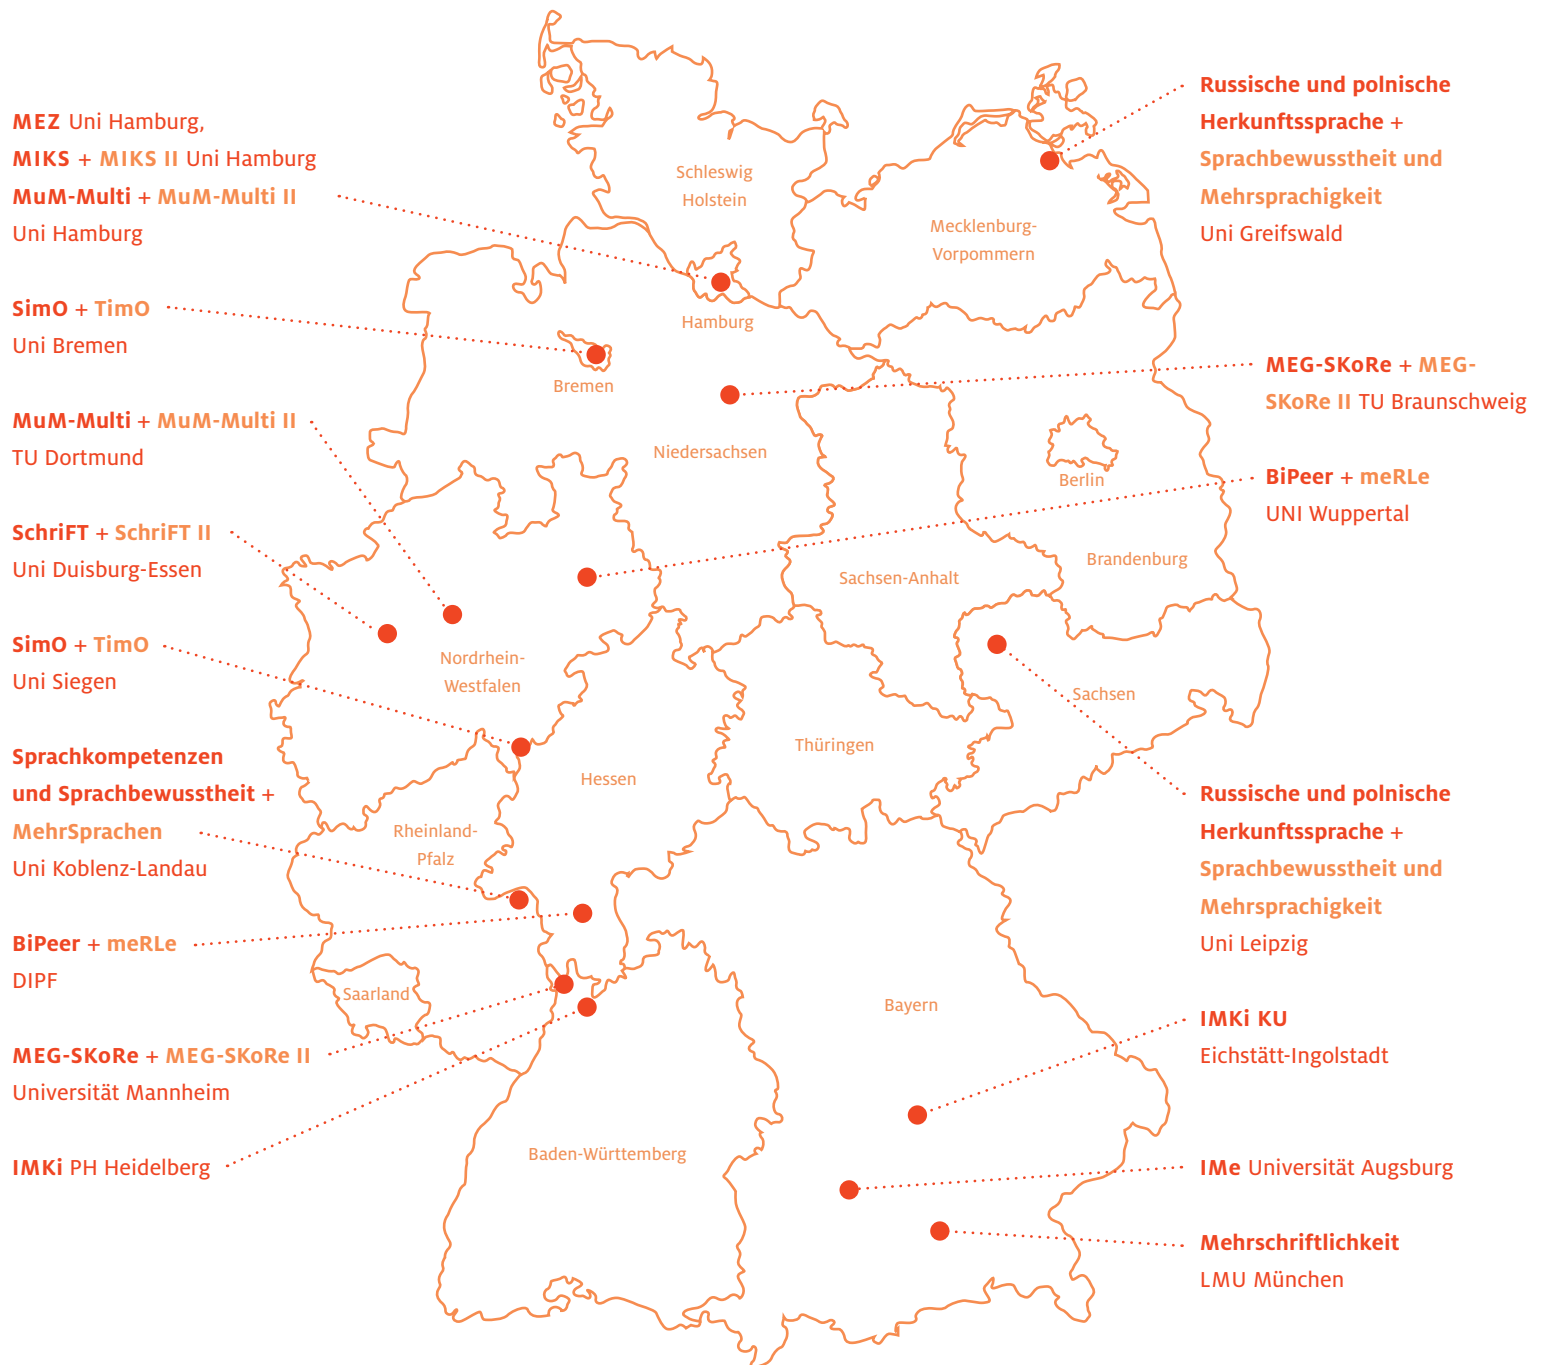 MEZ Uni Hamburg,
MIKS + MIKS II Uni Hamburg
MuM-Multi + MuM-Multi II
Uni Hamburg
SimO + TimO
Uni Bremen
MuM-Multi + MuM-Multi II
TU Dortmund
SchriFT + SchriFT II
Uni Duisburg-Essen
SimO + TimO
Uni Siegen
Sprachkompetenzen
und Sprachbewusstheit +
MehrSprachen
Uni Koblenz-Landau
BiPeer + meRLe
DIPF
MEG-SKoRe + MEG-SKoRe II
Universität Mannheim
IMKi PH Heidelberg
Schleswig
Holstein
Mecklenburg-
Vorpommern
Hamburg
Bremen
Niedersachsen
Berlin
Brandenburg
Sachsen-Anhalt
Nordrhein-
Westfalen
Sachsen
Thüringen
Hessen
Rheinland-
Pfalz
Saarland
Bayern
Baden-Württemberg
Russische und polnische
Herkunftssprache +
Sprachbewusstheit und
Mehrsprachigkeit
Uni Greifswald
MEG-SKoRe + MEG-
SKoRe II TU Braunschweig
BiPeer + meRLe
UNI Wuppertal
Russische und polnische
Herkunftssprache +
Sprachbewusstheit und
Mehrsprachigkeit
Uni Leipzig
IMKi KU
Eichstätt-Ingolstadt
IMe Universität Augsburg
Mehrschriftlichkeit
LMU München